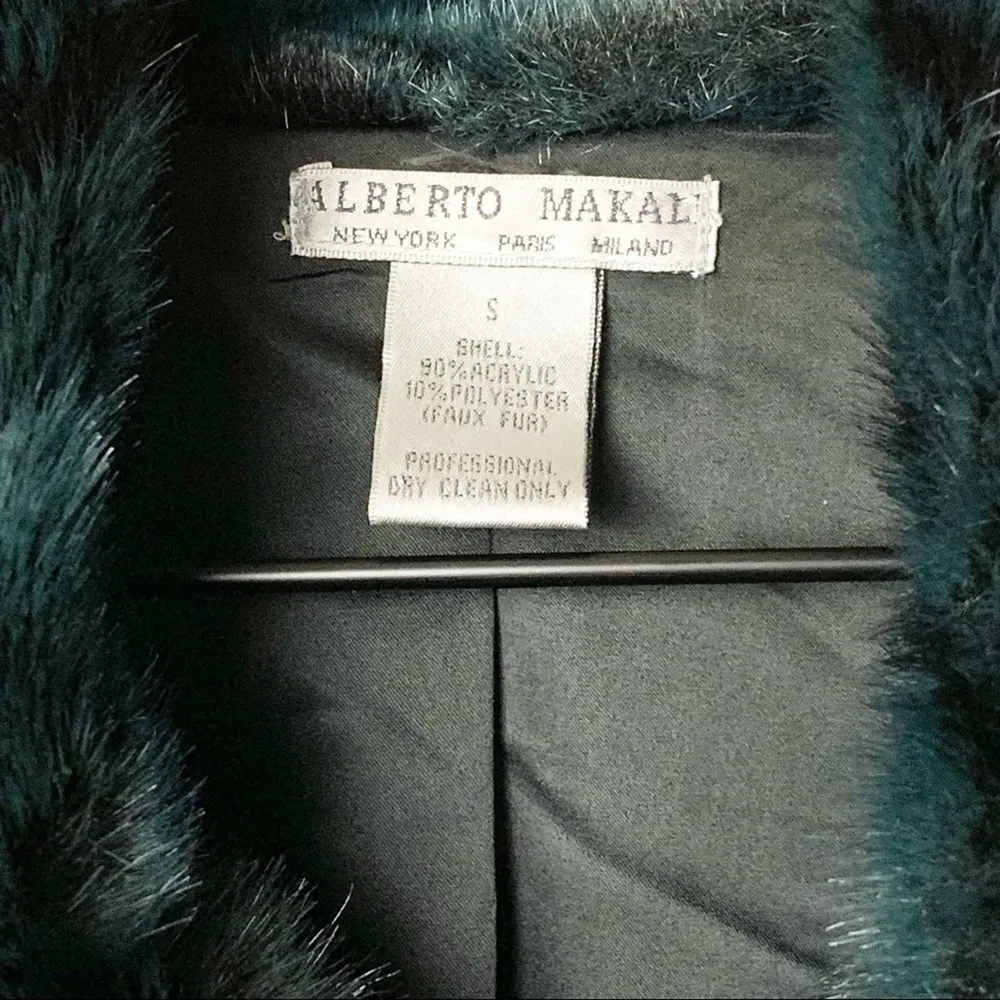 ALBERTO MAKALI
NEW YORK PARIS MILAND
S
SHELL:
90%ACRYLIC
10%POLYESTER
(FAUX FUR)
PROFESSIONAL
DRY CLEAN ONLY